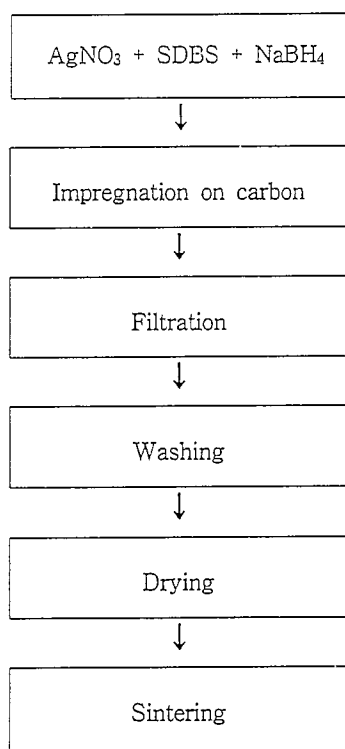 AgNO₃ + SDBS + NaBH₄
↓
Impregnation on carbon
↓
Filtration
↓
Washing
↓
Drying
↓
Sintering